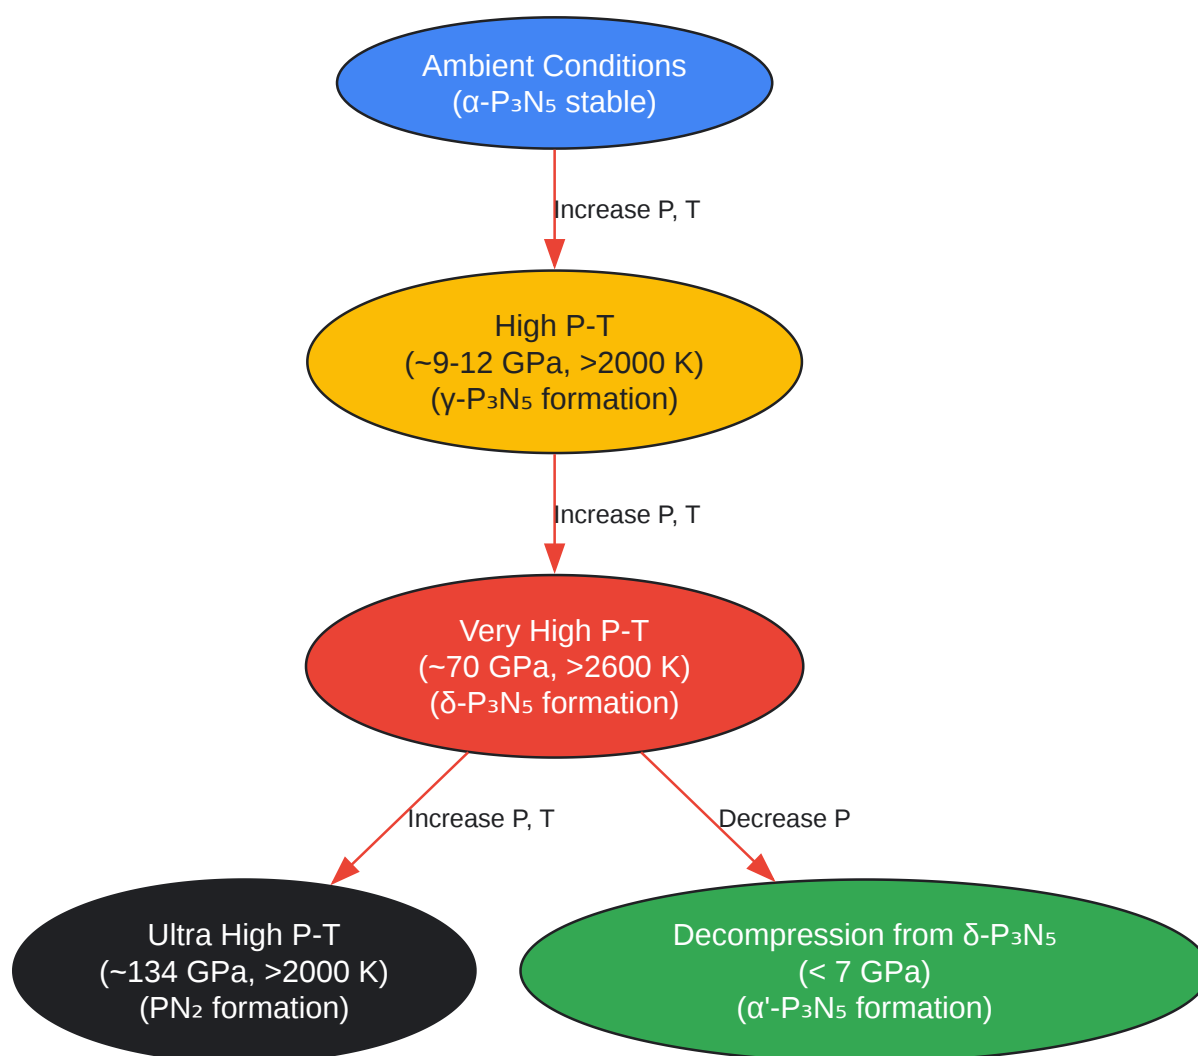 Ambient Conditions
(α-P₃N₅ stable)
Increase P, T
High P-T
(~9-12 GPa, >2000 K)
(γ-P₃N₅ formation)
Increase P, T
Very High P-T
(~70 GPa, >2600 K)
(δ-P₃N₅ formation)
Increase P, T
Decrease P
Ultra High P-T
(~134 GPa, >2000 K)
(PN₂ formation)
Decompression from δ-P₃N₅
(< 7 GPa)
(α'-P₃N₅ formation)